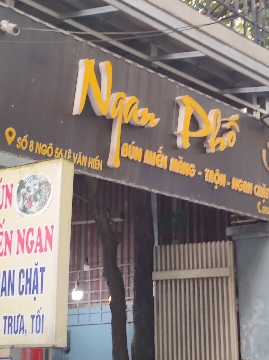 Ngan Phố
SỐ 8 NGÕ 56 LÊ VĂN HIẾN
BÚN MIẾN MĂNG - TRỘN - NGAN CHẶT
ÚN
ẾN NGAN
AN CHẶT
TRƯA, TỐI